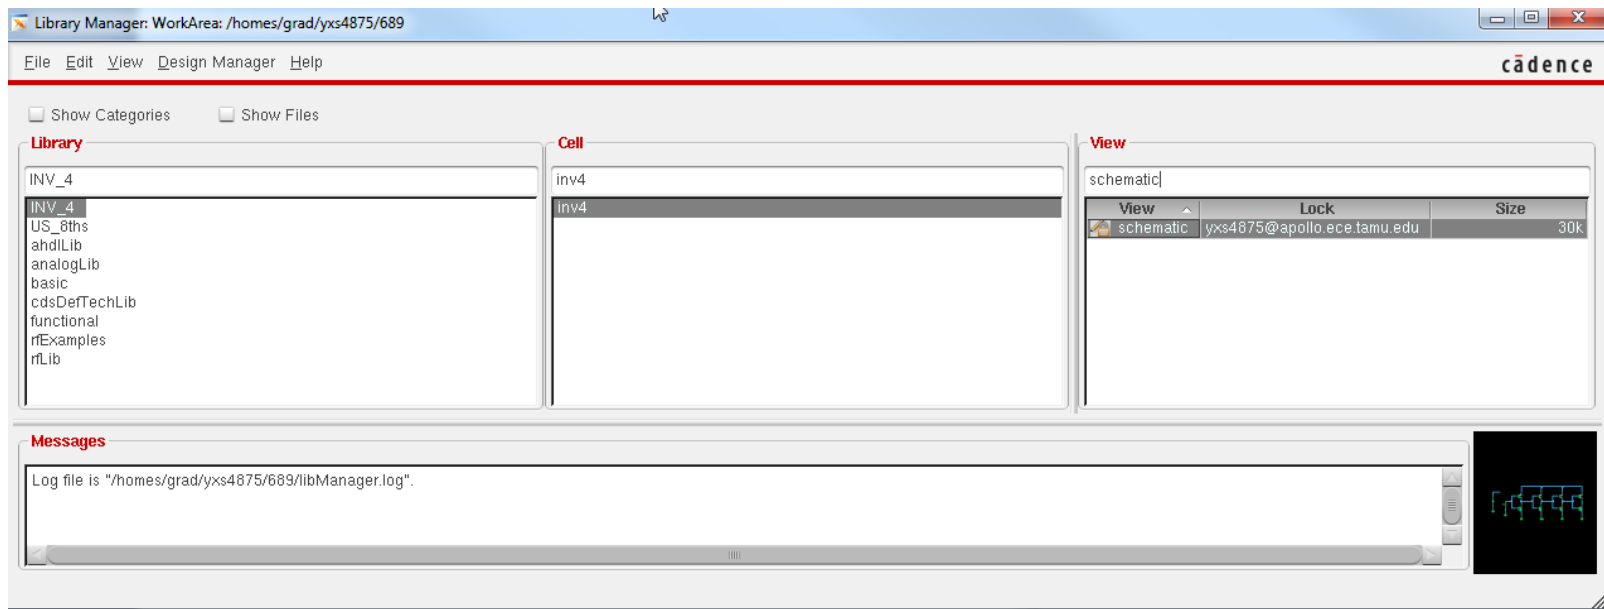 Library Manager: WorkArea: /homes/grad/yxs4875/689
File Edit View Design Manager Help
cādence
Show Categories Show Files
Library
INV_4
INV_4
US_8ths
ahdlLib
analogLib
basic
cdsDefTechLib
functional
rfExamples
rfLib
Cell
inv4
inv4
View
schematic
View Lock Size
schematic yxs4875@apollo.ece.tamu.edu 30k
Messages
Log file is "/homes/grad/yxs4875/689/libManager.log".